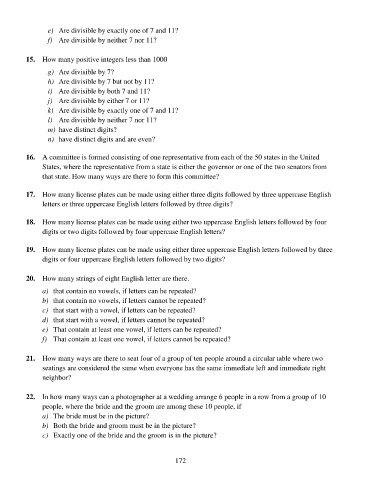 e) Are divisible by exactly one of 7 and 11?
f) Are divisible by neither 7 nor 11?
15. How many positive integers less than 1000
g) Are divisible by 7?
h) Are divisible by 7 but not by 11?
i) Are divisible by both 7 and 11?
j) Are divisible by either 7 or 11?
k) Are divisible by exactly one of 7 and 11?
l) Are divisible by neither 7 nor 11?
m) have distinct digits?
n) have distinct digits and are even?
16. A committee is formed consisting of one representative from each of the 50 states in the United
States, where the representative from a state is either the governor or one of the two senators from
that state. How many ways are there to form this committee?
17. How many license plates can be made using either three digits followed by three uppercase English
letters or three uppercase English letters followed by three digits?
18. How many license plates can be made using either two uppercase English letters followed by four
digits or two digits followed by four uppercase English letters?
19. How many license plates can be made using either three uppercase English letters followed by three
digits or four uppercase English letters followed by two digits?
20. How many strings of eight English letter are there.
a) that contain no vowels, if letters can be repeated?
b) that contain no vowels, if letters cannot be repeated?
c) that start with a vowel, if letters can be repeated?
d) that start with a vowel, if letters cannot be repeated?
e) That contain at least one vowel, if letters can be repeated?
f) That contain at least one vowel, if letters cannot be repeated?
21. How many ways are there to seat four of a group of ten people around a circular table where two
seatings are considered the same when everyone has the same immediate left and immediate right
neighbor?
22. In how many ways can a photographer at a wedding arrange 6 people in a row from a group of 10
people, where the bride and the groom are among these 10 people, if
a) The bride must be in the picture?
b) Both the bride and groom must be in the picture?
c) Exactly one of the bride and the groom is in the picture?
172